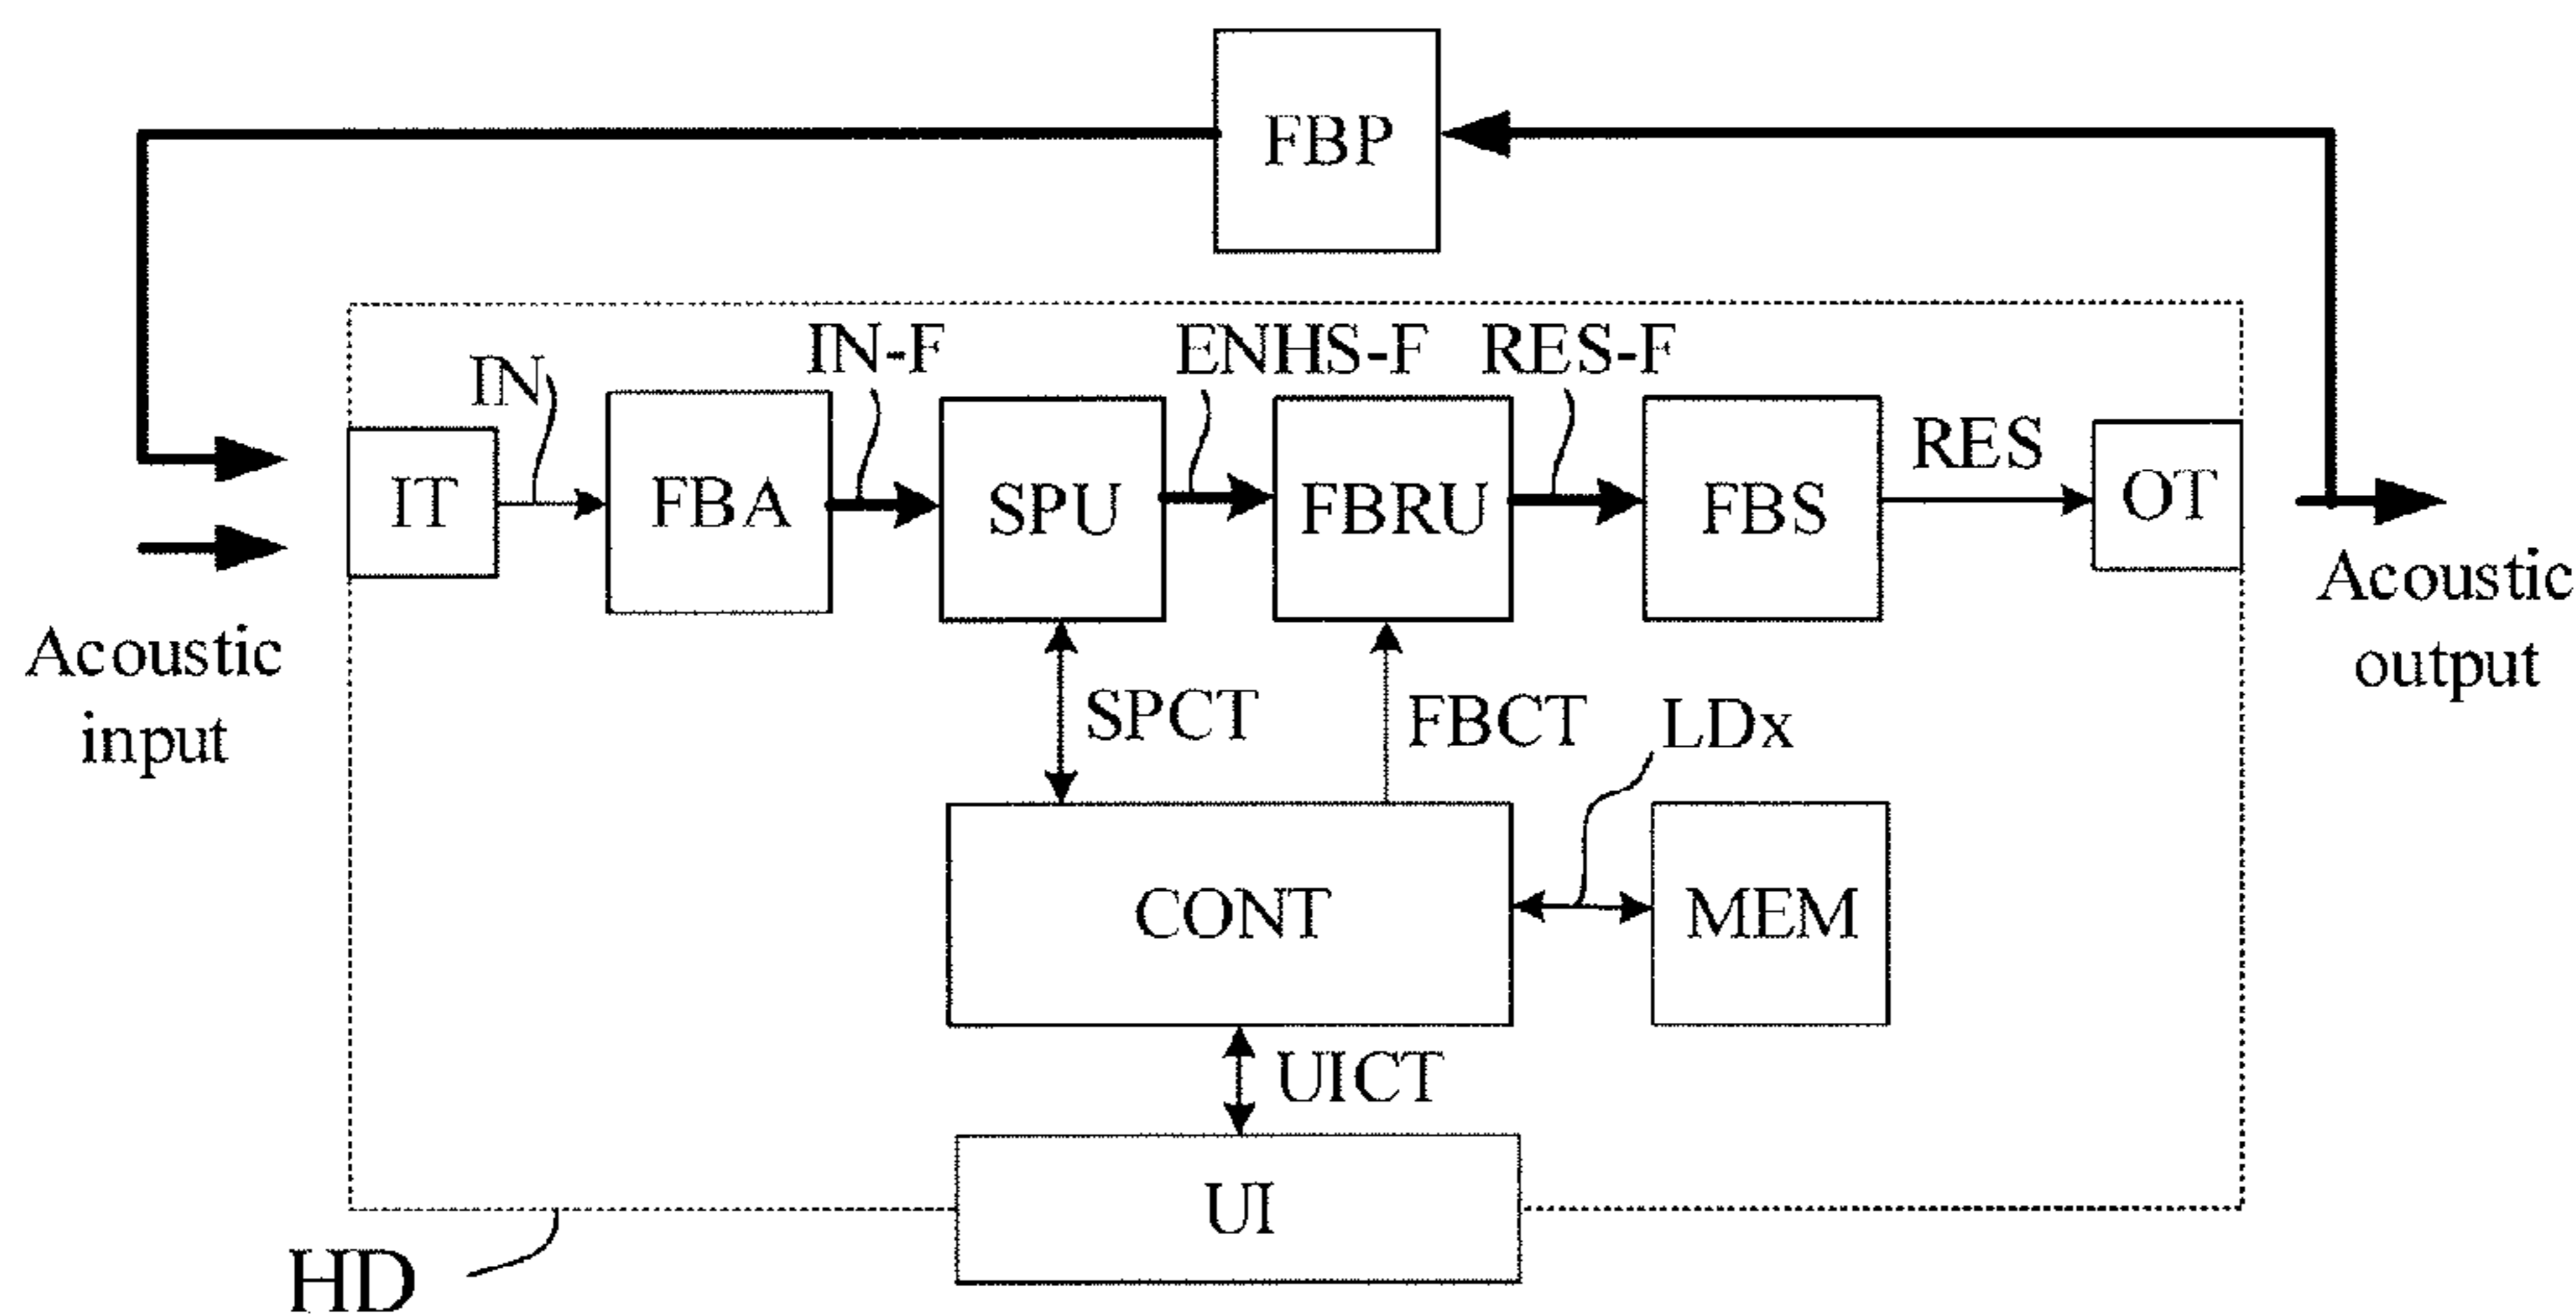 FBP
IN
IN-F
ENHS-F
RES-F
RES
IT
FBA
SPU
FBRU
FBS
OT
Acoustic
input
Acoustic
output
SPCT
FBCT
LDx
CONT
MEM
UICT
UI
HD